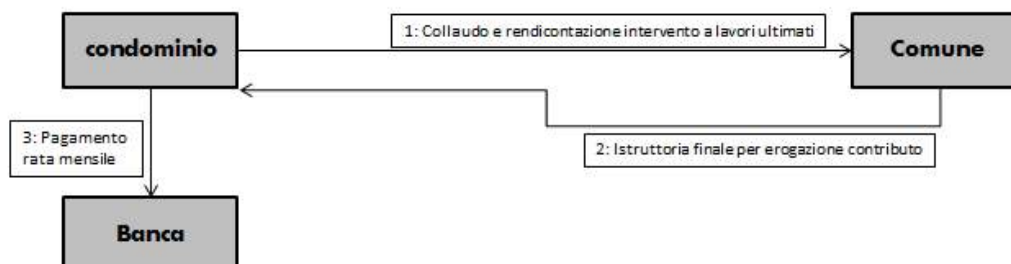 1: Collaudo e rendicontazione intervento a lavori ultimati
condominio
Comune
3: Pagamento
rata mensile
2: Istruttoria finale per erogazione contributo
Banca